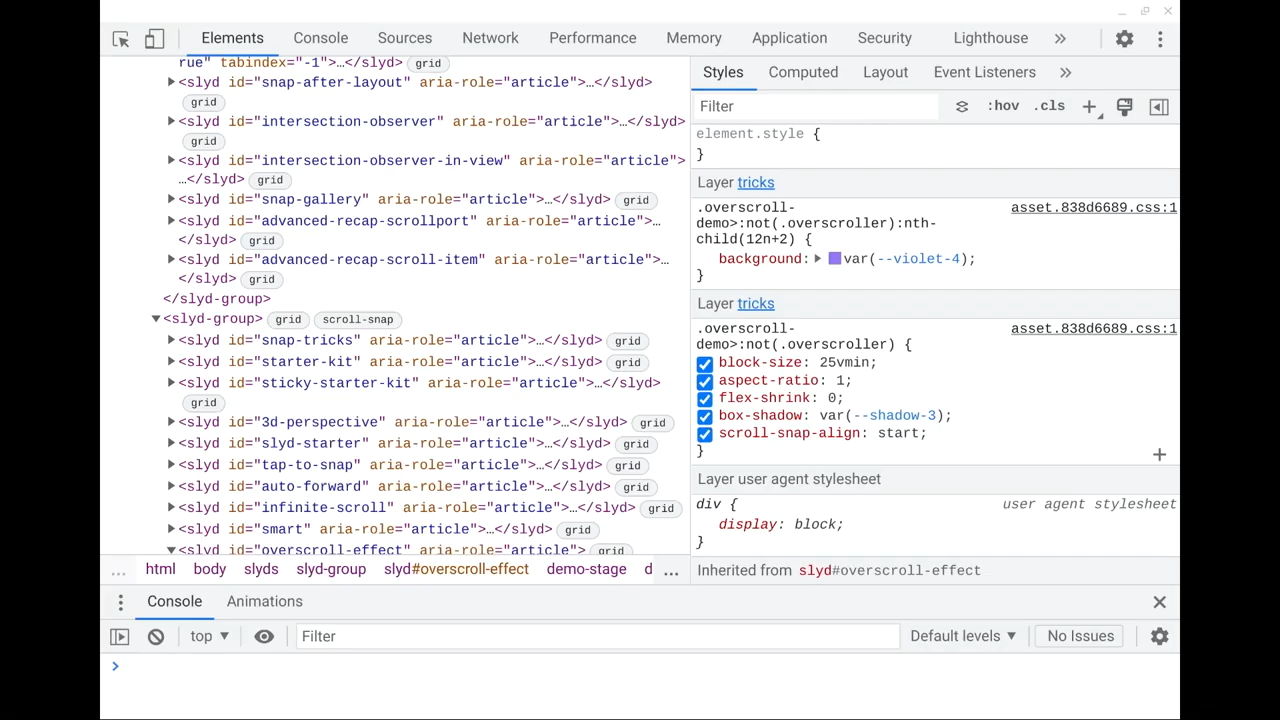 Elements Console Sources Network Performance Memory Application Security Lighthouse »
rue" tabindex="-1">…</slyd> grid
<slyd id="snap-after-layout" aria-role="article">…</slyd>
grid
<slyd id="intersection-observer" aria-role="article">…</slyd>
grid
<slyd id="intersection-observer-in-view" aria-role="article">
…</slyd> grid
<slyd id="snap-gallery" aria-role="article">…</slyd> grid
<slyd id="advanced-recap-scrollport" aria-role="article">…
</slyd> grid
<slyd id="advanced-recap-scroll-item" aria-role="article">…
</slyd> grid
</slyd-group>
<slyd-group> grid scroll-snap
<slyd id="snap-tricks" aria-role="article">…</slyd> grid
<slyd id="starter-kit" aria-role="article">…</slyd> grid
<slyd id="sticky-starter-kit" aria-role="article">…</slyd>
grid
<slyd id="3d-perspective" aria-role="article">…</slyd> grid
<slyd id="slyd-starter" aria-role="article">…</slyd> grid
<slyd id="tap-to-snap" aria-role="article">…</slyd> grid
<slyd id="auto-forward" aria-role="article">…</slyd> grid
<slyd id="infinite-scroll" aria-role="article">…</slyd> grid
<slyd id="smart" aria-role="article">…</slyd> grid
<slyd id="overscroll-effect" aria-role="article"> grid
… html body slyds slyd-group slyd#overscroll-effect demo-stage d …
Styles Computed Layout Event Listeners »
Filter :hov .cls
element.style {
}
Layer tricks
.overscroll- asset.838d6689.css:1
demo>:not(.overscroller):nth-
child(12n+2) {
background: var(--violet-4);
}
Layer tricks
.overscroll- asset.838d6689.css:1
demo>:not(.overscroller) {
block-size: 25vmin;
aspect-ratio: 1;
flex-shrink: 0;
box-shadow: var(--shadow-3);
scroll-snap-align: start;
}
Layer user agent stylesheet
div { user agent stylesheet
display: block;
}
Inherited from slyd#overscroll-effect
Console Animations
top ▼ Filter Default levels ▼ No Issues
>